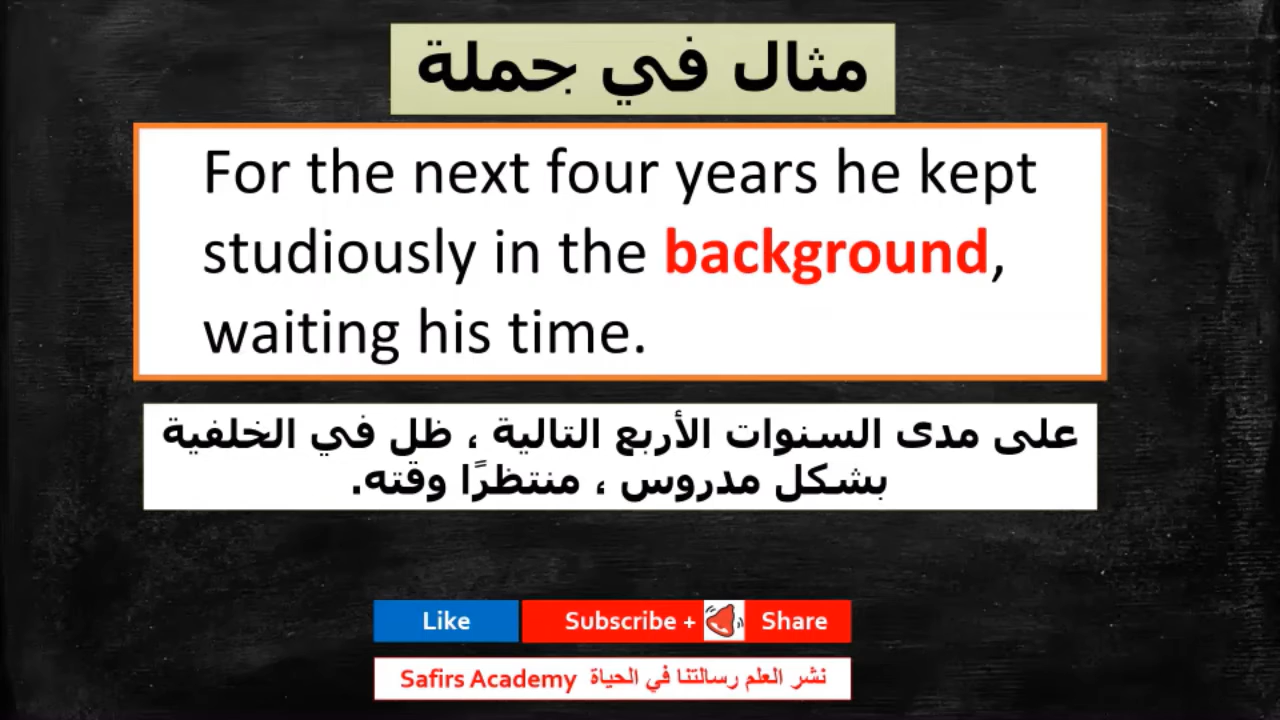 مثال في جملة
For the next four years he kept
studiously in the background,
waiting his time.
على مدى السنوات الأربع التالية ، ظل في الخلفية
بشكل مدروس ، منتظرًا وقته.
Like
Subscribe + Share
Safirs Academy نشر العلم رسالتنا في الحياة